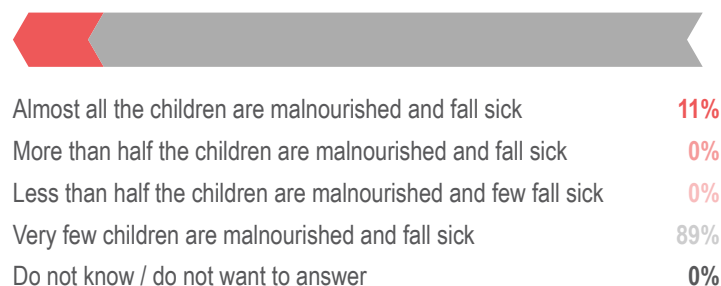 Almost all the children are malnourished and fall sick 11%
More than half the children are malnourished and fall sick 0%
Less than half the children are malnourished and few fall sick 0%
Very few children are malnourished and fall sick 89%
Do not know / do not want to answer 0%